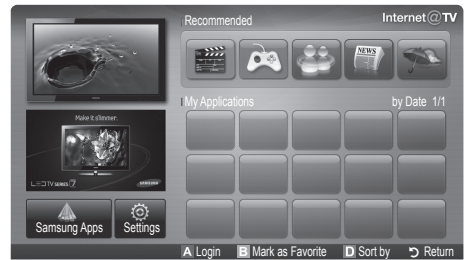 Recommended
Internet@TV
NEWS
My Applications
by Date 1/1
Make it slimmer.
LED TV SERIES 7
SAMSUNG
Samsung Apps
Settings
A Login
B Mark as Favorite
D Sort by
Return